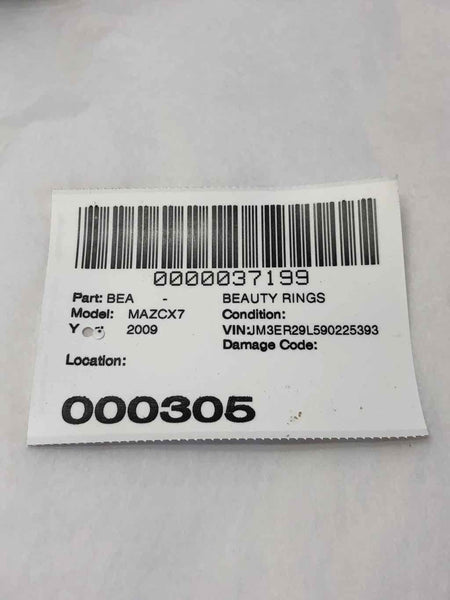 0000037199
Part: BEA - BEAUTY RINGS
Model: MAZCX7 Condition:
2009 VIN:JM3ER29L590225393
Damage Code:
Location:
000305